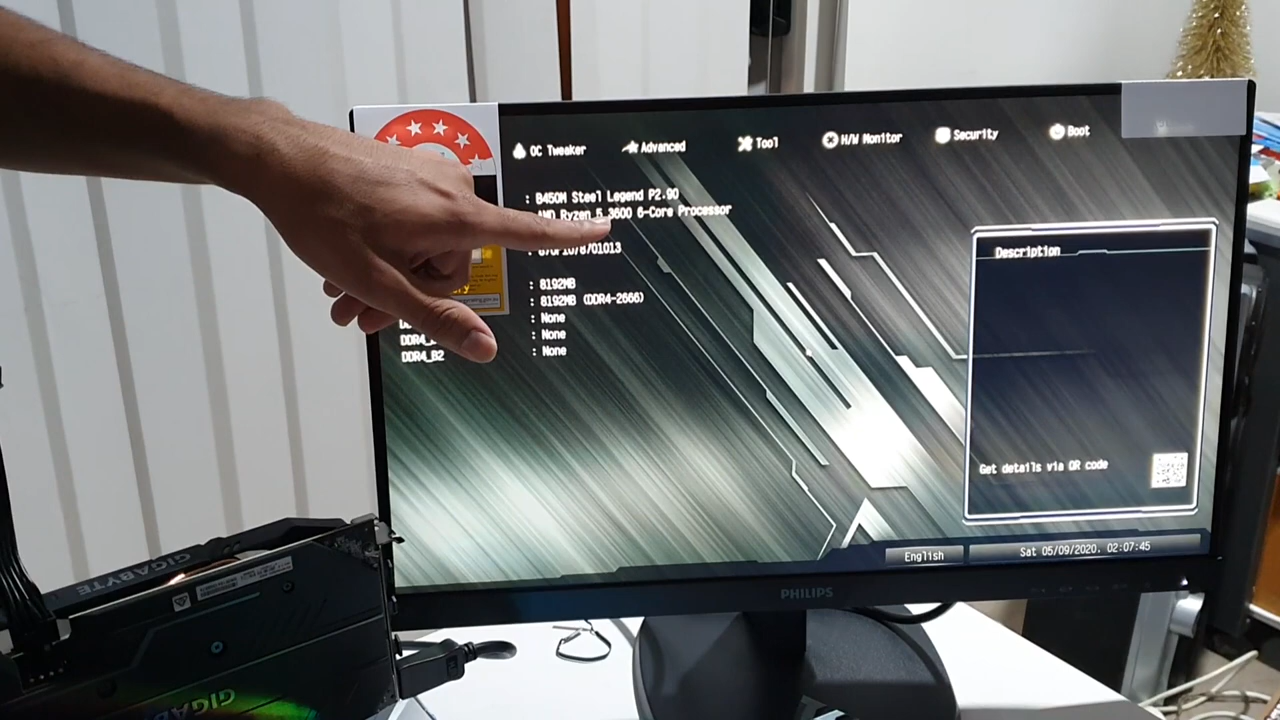 OC Tweaker
Advanced
Tool
H/W Monitor
Security
Boot
: B450M Steel Legend P2.90
AMD Ryzen 5 3600 6-Core Processor
: 8192MB
: 8192MB (DDR4-2666)
: None
: None
DDR4_B2 : None
Description
Get details via QR code
English
Sat 05/09/2020. 02:07:45
PHILIPS
GIGABYTE